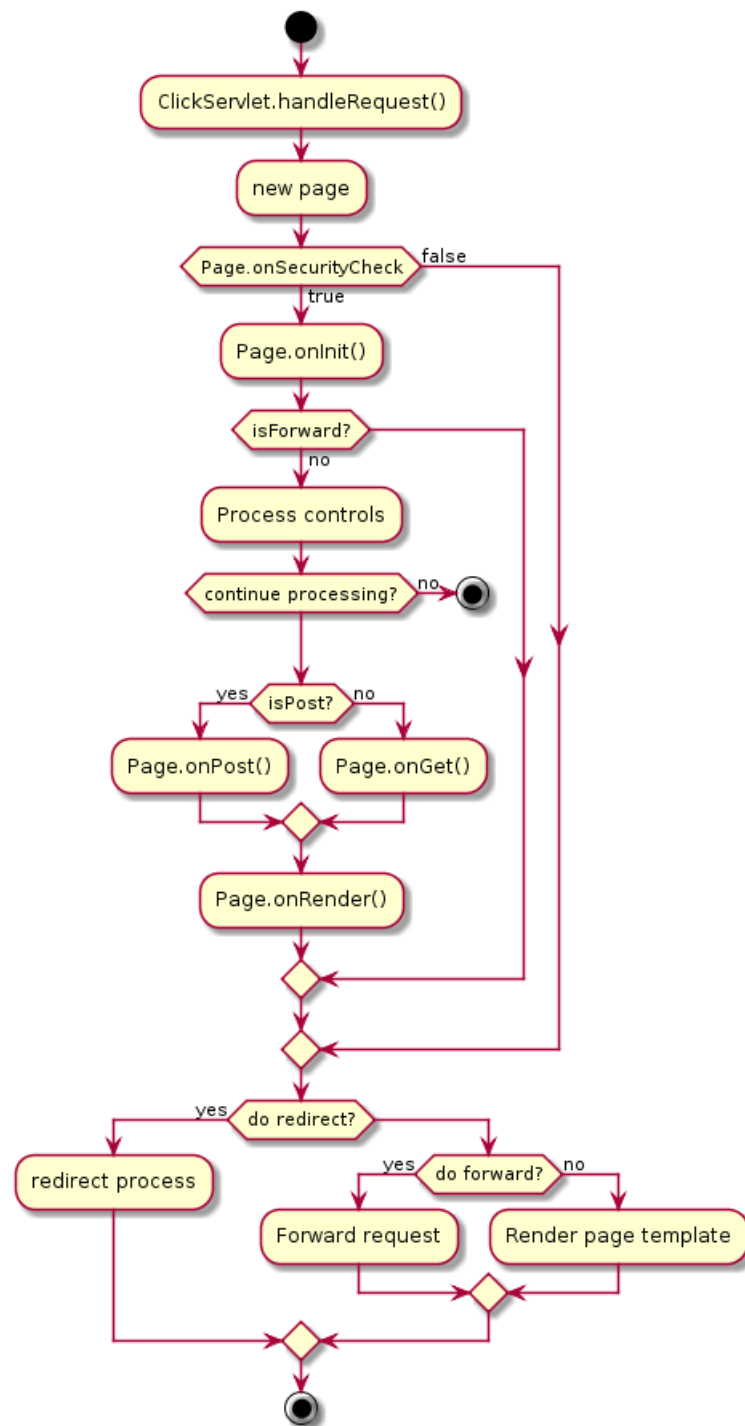 ClickServlet.handleRequest()
new page
Page.onSecurityCheck
false
true
Page.onInit()
isForward?
no
Process controls
continue processing?
no
isPost?
yes
no
Page.onPost()
Page.onGet()
Page.onRender()
do redirect?
yes
redirect process
do forward?
yes
no
Forward request
Render page template